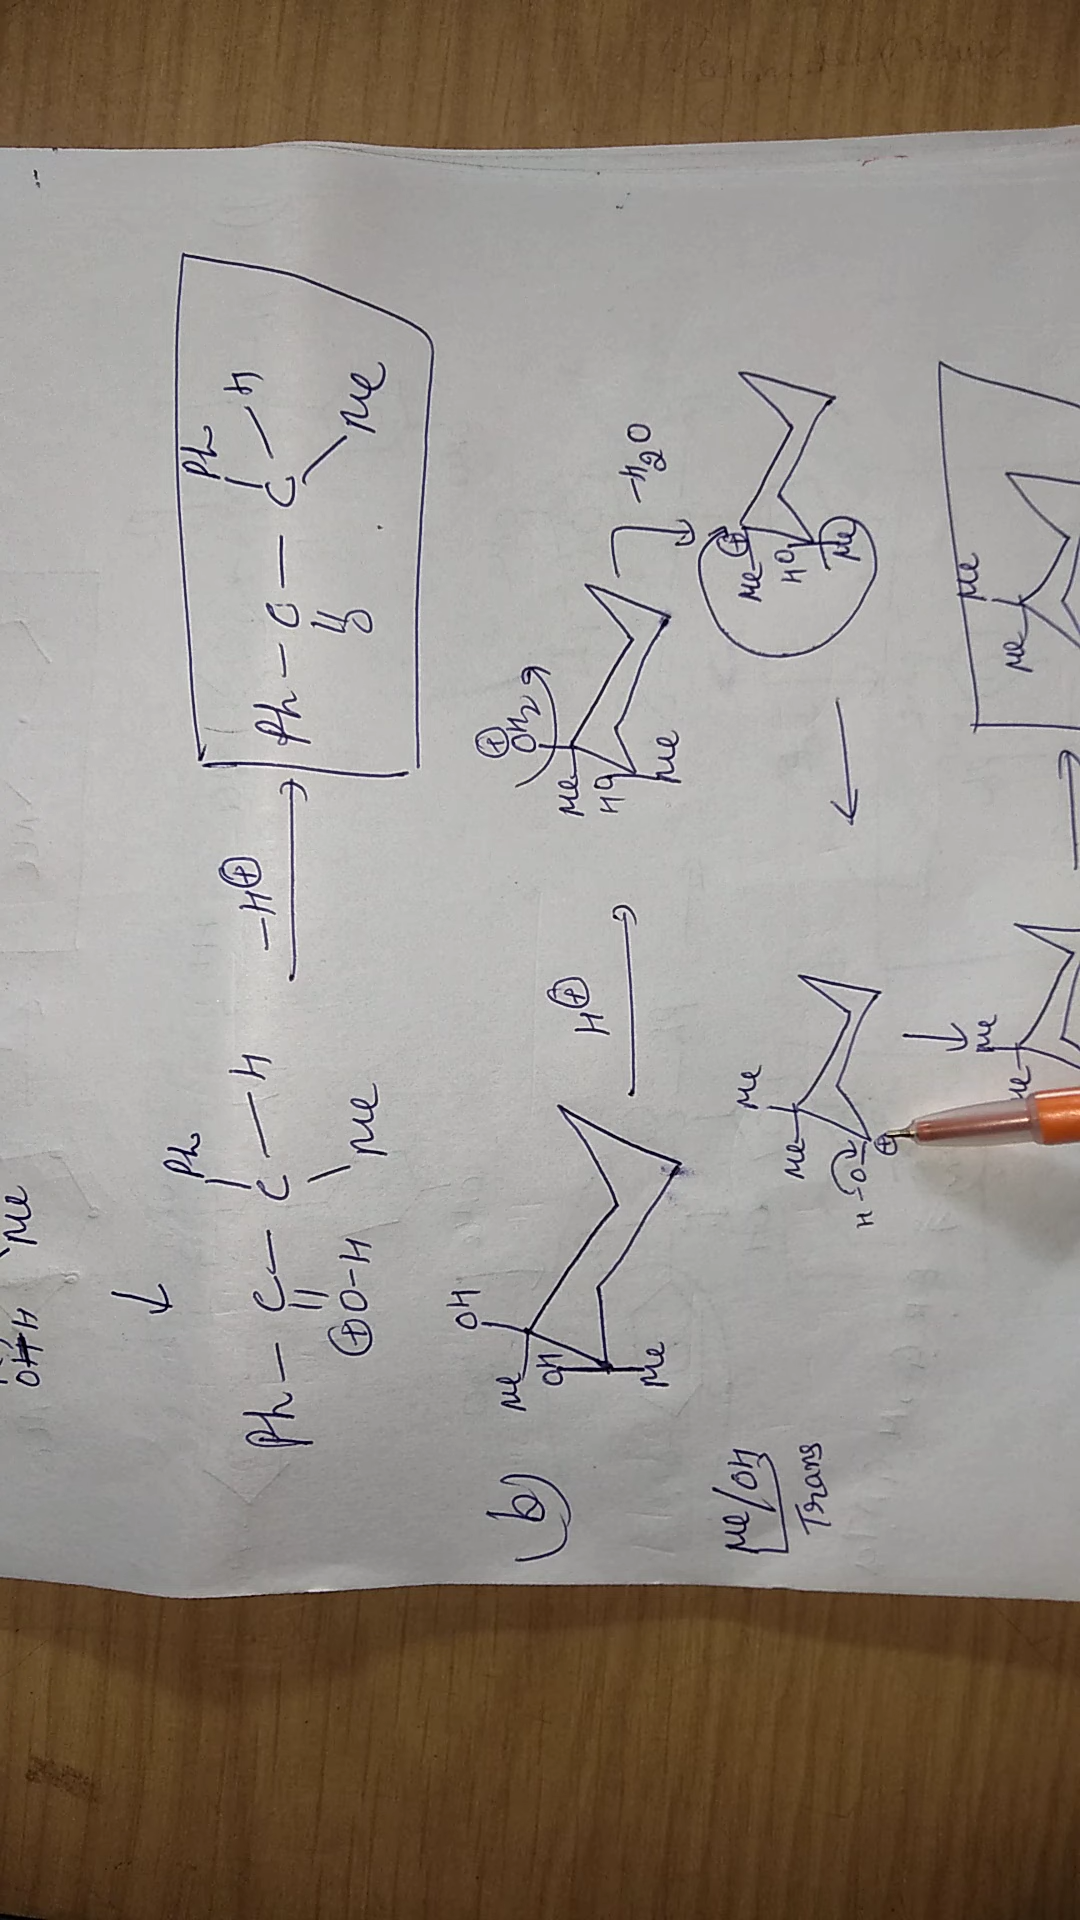 OH H Me
↓
Ph Ph
Ph — C — C — H —H⊕ → Ph — C — C — H
|| ||
⊕O-H Me O Me
(b) OH ⊕OH2
Me Me
OH H⊕ → HO
Me Me
-H2O
Me/OH
Trans
Me ⊕
Me Me
H-O HO
⊕ Me
↓
Me Me
Me Me